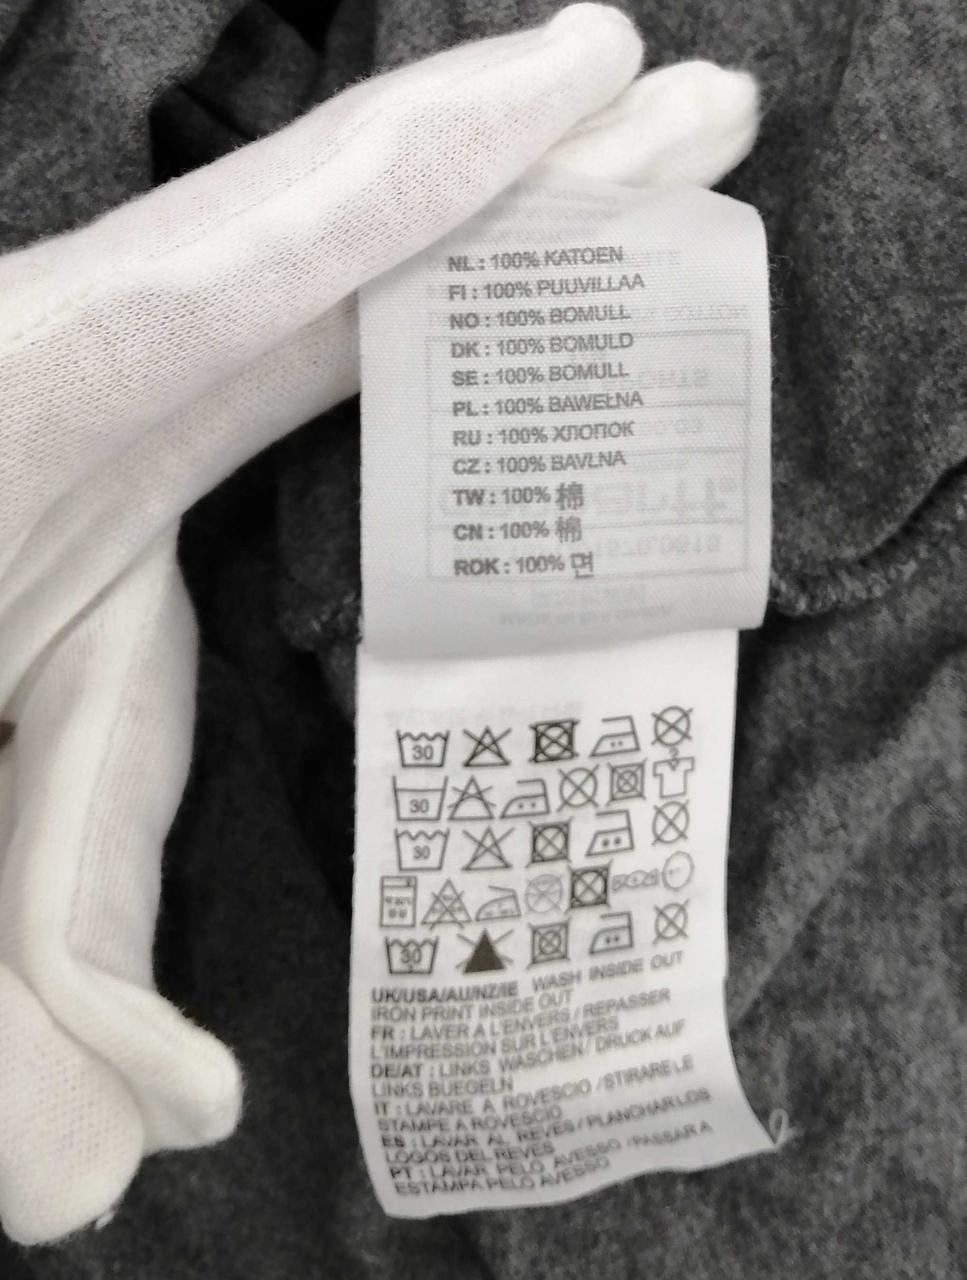 NL : 100% KATOEN
FI : 100% PUUVILLAA
NO : 100% BOMULL
DK : 100% BOMULD
SE : 100% BOMULL
PL : 100% BAWEŁNA
RU : 100% ХЛОПОК
CZ : 100% BAVLNA
TW : 100% 棉
CN : 100% 棉
ROK : 100% 면
30
30
30
30
UK/USA/AU/NZ/IE WASH INSIDE OUT
IRON PRINT INSIDE OUT
FR : LAVER A L'ENVERS / REPASSER
L'IMPRESSION SUR L'ENVERS
DE/AT : LINKS WASCHEN / DRUCK AUF
LINKS BUEGELN
IT : LAVARE A ROVESCIO / STIRARE LE
STAMPE A ROVESCIO
ES : LAVAR AL REVES / PLANCHAR LOS
LOGOS DEL REVES
PT : LAVAR PELO AVESSO / PASSAR A
ESTAMPA PELO AVESSO